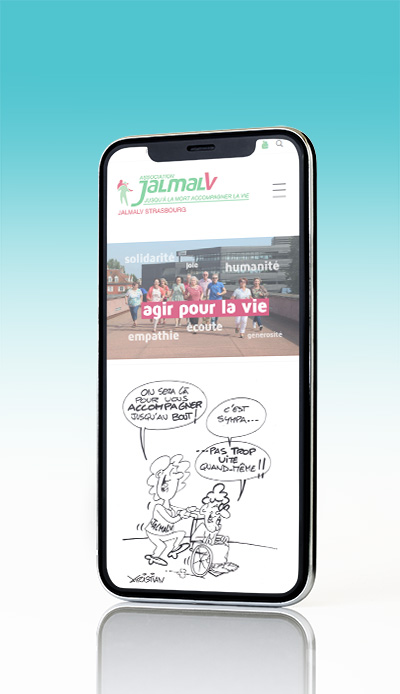 ASSOCIATION
JALMALV
JUSQU'À LA MORT ACCOMPAGNER LA VIE
JALMALV STRASBOURG
solidarité
joie
humanité
agir pour la vie
écoute
empathie
générosité
ON SERA LÀ
POUR VOUS
ACCOMPAGNER
JUSQU'AU BOUT !
C'EST
SYMPA...
...PAS TROP
VITE
QUAND-MÊME !!
JALMALV